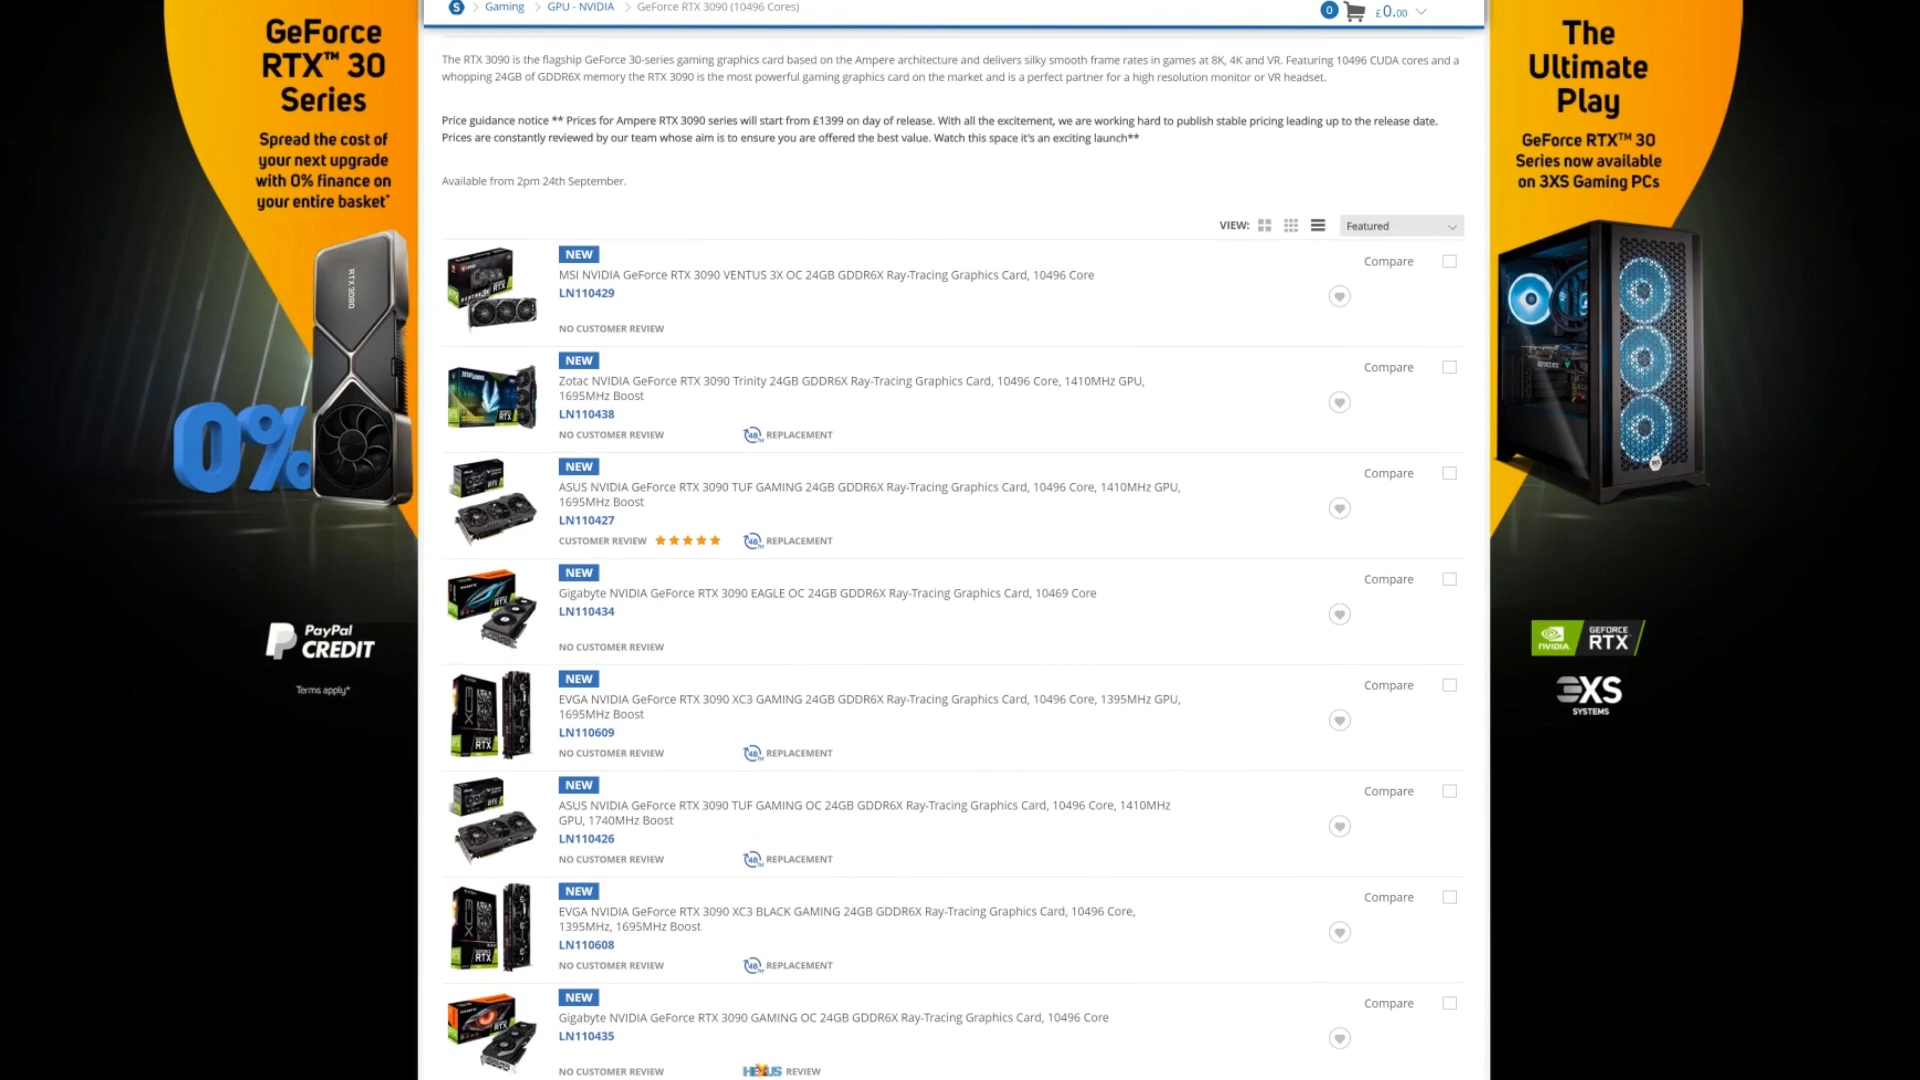 GeForce
RTX™ 30
Series
Spread the cost of
your next upgrade
with 0% finance on
your entire basket*
RTX 3080
0%
PayPal
CREDIT
Terms apply*
S > Gaming > GPU - NVIDIA > GeForce RTX 3090 (10496 Cores)
0 £0.00
The RTX 3090 is the flagship GeForce 30-series gaming graphics card based on the Ampere architecture and delivers silky smooth frame rates in games at 8K, 4K and VR. Featuring 10496 CUDA cores and a
whopping 24GB of GDDR6X memory the RTX 3090 is the most powerful gaming graphics card on the market and is a perfect partner for a high resolution monitor or VR headset.
Price guidance notice ** Prices for Ampere RTX 3090 series will start from £1399 on day of release. With all the excitement, we are working hard to publish stable pricing leading up to the release date.
Prices are constantly reviewed by our team whose aim is to ensure you are offered the best value. Watch this space it's an exciting launch**
Available from 2pm 24th September.
VIEW: Featured
NEW
MSI NVIDIA GeForce RTX 3090 VENTUS 3X OC 24GB GDDR6X Ray-Tracing Graphics Card, 10496 Core
LN110429
NO CUSTOMER REVIEW
Compare
NEW
Zotac NVIDIA GeForce RTX 3090 Trinity 24GB GDDR6X Ray-Tracing Graphics Card, 10496 Core, 1410MHz GPU,
1695MHz Boost
LN110438
NO CUSTOMER REVIEW 48hr REPLACEMENT
Compare
NEW
ASUS NVIDIA GeForce RTX 3090 TUF GAMING 24GB GDDR6X Ray-Tracing Graphics Card, 10496 Core, 1410MHz GPU,
1695MHz Boost
LN110427
CUSTOMER REVIEW 48hr REPLACEMENT
Compare
NEW
Gigabyte NVIDIA GeForce RTX 3090 EAGLE OC 24GB GDDR6X Ray-Tracing Graphics Card, 10469 Core
LN110434
NO CUSTOMER REVIEW
Compare
NEW
EVGA NVIDIA GeForce RTX 3090 XC3 GAMING 24GB GDDR6X Ray-Tracing Graphics Card, 10496 Core, 1395MHz GPU,
1695MHz Boost
LN110609
NO CUSTOMER REVIEW 48hr REPLACEMENT
Compare
NEW
ASUS NVIDIA GeForce RTX 3090 TUF GAMING OC 24GB GDDR6X Ray-Tracing Graphics Card, 10496 Core, 1410MHz
GPU, 1740MHz Boost
LN110426
NO CUSTOMER REVIEW 48hr REPLACEMENT
Compare
NEW
EVGA NVIDIA GeForce RTX 3090 XC3 BLACK GAMING 24GB GDDR6X Ray-Tracing Graphics Card, 10496 Core,
1395MHz, 1695MHz Boost
LN110608
NO CUSTOMER REVIEW 48hr REPLACEMENT
Compare
NEW
Gigabyte NVIDIA GeForce RTX 3090 GAMING OC 24GB GDDR6X Ray-Tracing Graphics Card, 10496 Core
LN110435
NO CUSTOMER REVIEW HEXUS REVIEW
Compare
The
Ultimate
Play
GeForce RTX™ 30
Series now available
on 3XS Gaming PCs
NVIDIA GEFORCE RTX
3XS
SYSTEMS